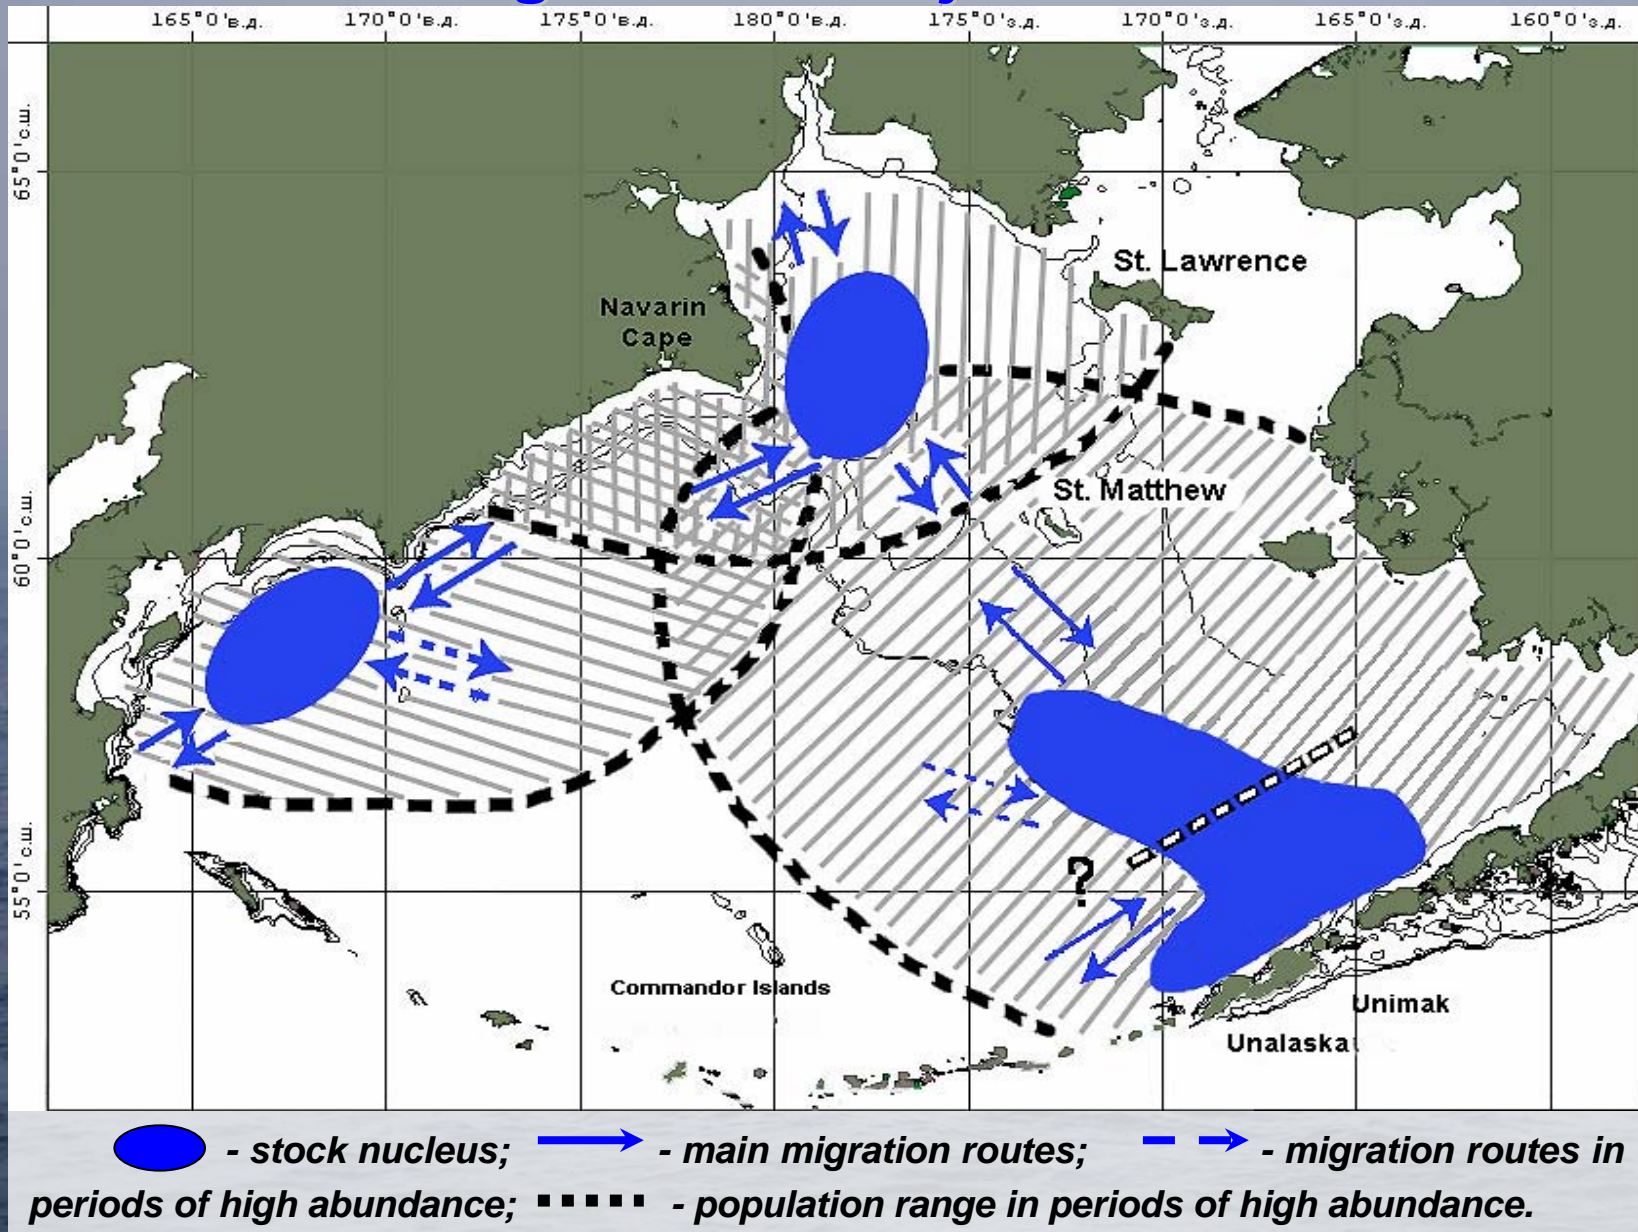 165°0'в.д. 170°0'в.д. 175°0'в.д. 180°0'в.д. 175°0'з.д. 170°0'з.д. 165°0'з.д. 160°0'з.д.
65°0'с.ш.
St. Lawrence
Navarin
Cape
St. Matthew
60°0'с.ш.
?
55°0'с.ш.
Commandor Islands
Unimak
Unalaska
- stock nucleus; - main migration routes; - migration routes in
periods of high abundance; - population range in periods of high abundance.